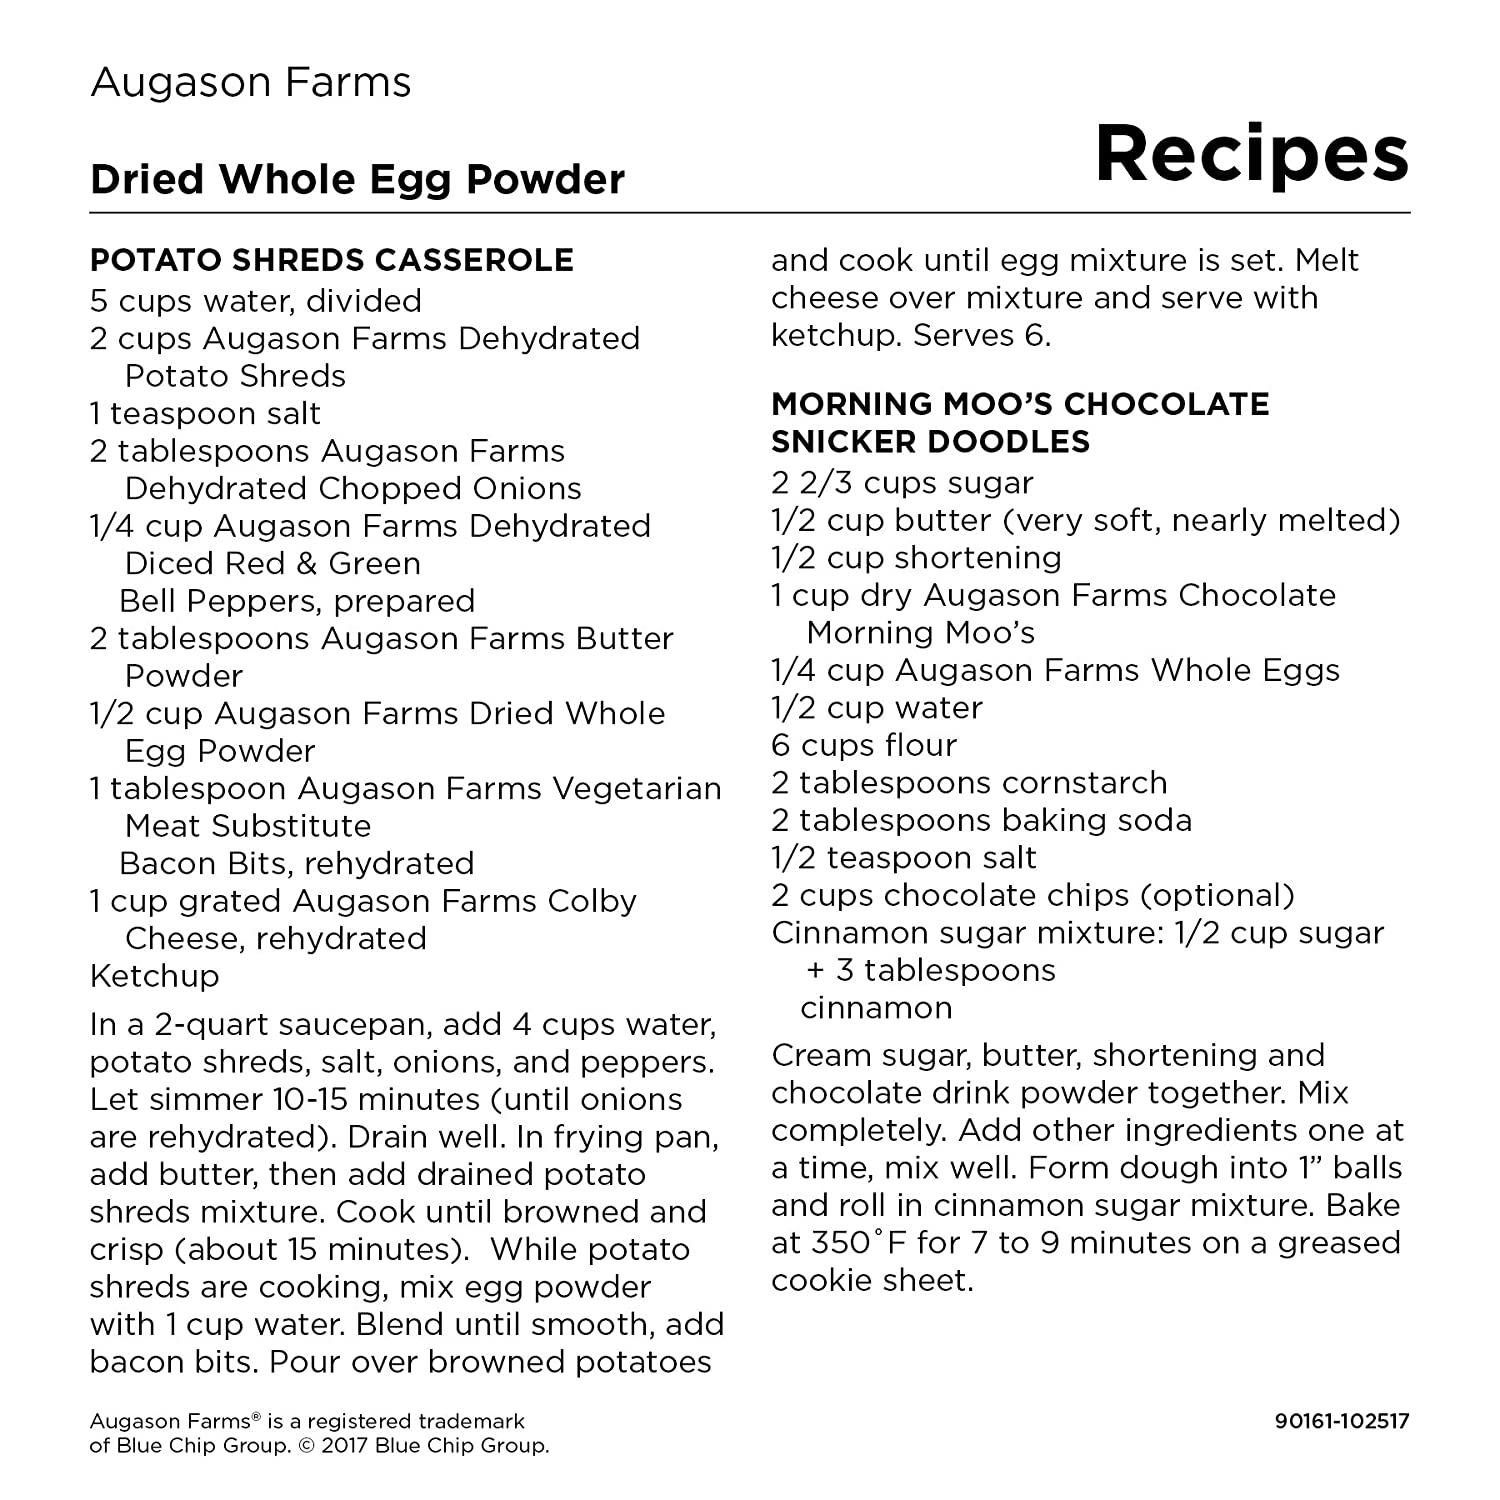 Augason Farms
Dried Whole Egg Powder
Recipes
POTATO SHREDS CASSEROLE
5 cups water, divided
2 cups Augason Farms Dehydrated
Potato Shreds
1 teaspoon salt
2 tablespoons Augason Farms
Dehydrated Chopped Onions
1/4 cup Augason Farms Dehydrated
Diced Red & Green
Bell Peppers, prepared
2 tablespoons Augason Farms Butter
Powder
1/2 cup Augason Farms Dried Whole
Egg Powder
1 tablespoon Augason Farms Vegetarian
Meat Substitute
Bacon Bits, rehydrated
1 cup grated Augason Farms Colby
Cheese, rehydrated
Ketchup
In a 2-quart saucepan, add 4 cups water,
potato shreds, salt, onions, and peppers.
Let simmer 10-15 minutes (until onions
are rehydrated). Drain well. In frying pan,
add butter, then add drained potato
shreds mixture. Cook until browned and
crisp (about 15 minutes).  While potato
shreds are cooking, mix egg powder
with 1 cup water. Blend until smooth, add
bacon bits. Pour over browned potatoes
and cook until egg mixture is set. Melt
cheese over mixture and serve with
ketchup. Serves 6.
MORNING MOO’S CHOCOLATE
SNICKER DOODLES
2 2/3 cups sugar
1/2 cup butter (very soft, nearly melted)
1/2 cup shortening
1 cup dry Augason Farms Chocolate
Morning Moo’s
1/4 cup Augason Farms Whole Eggs
1/2 cup water
6 cups flour
2 tablespoons cornstarch
2 tablespoons baking soda
1/2 teaspoon salt
2 cups chocolate chips (optional)
Cinnamon sugar mixture: 1/2 cup sugar
+ 3 tablespoons
cinnamon
Cream sugar, butter, shortening and
chocolate drink powder together. Mix
completely. Add other ingredients one at
a time, mix well. Form dough into 1” balls
and roll in cinnamon sugar mixture. Bake
at 350˚F for 7 to 9 minutes on a greased
cookie sheet.
Augason Farms® is a registered trademark
of Blue Chip Group. © 2017 Blue Chip Group.
90161-102517